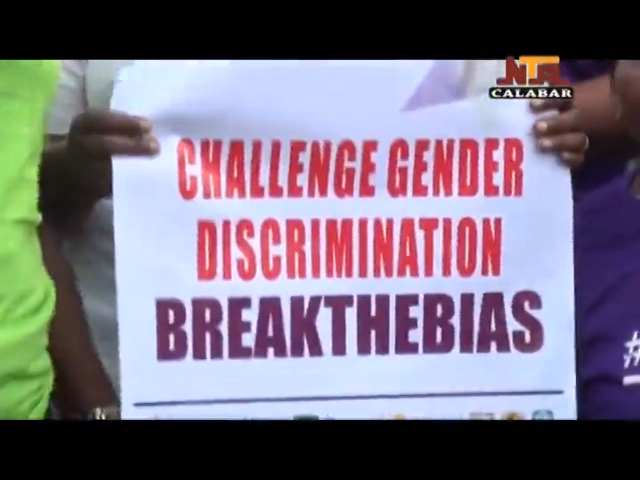 NTA
CALABAR
CHALLENGE GENDER
DISCRIMINATION
BREAKTHEBIAS
#